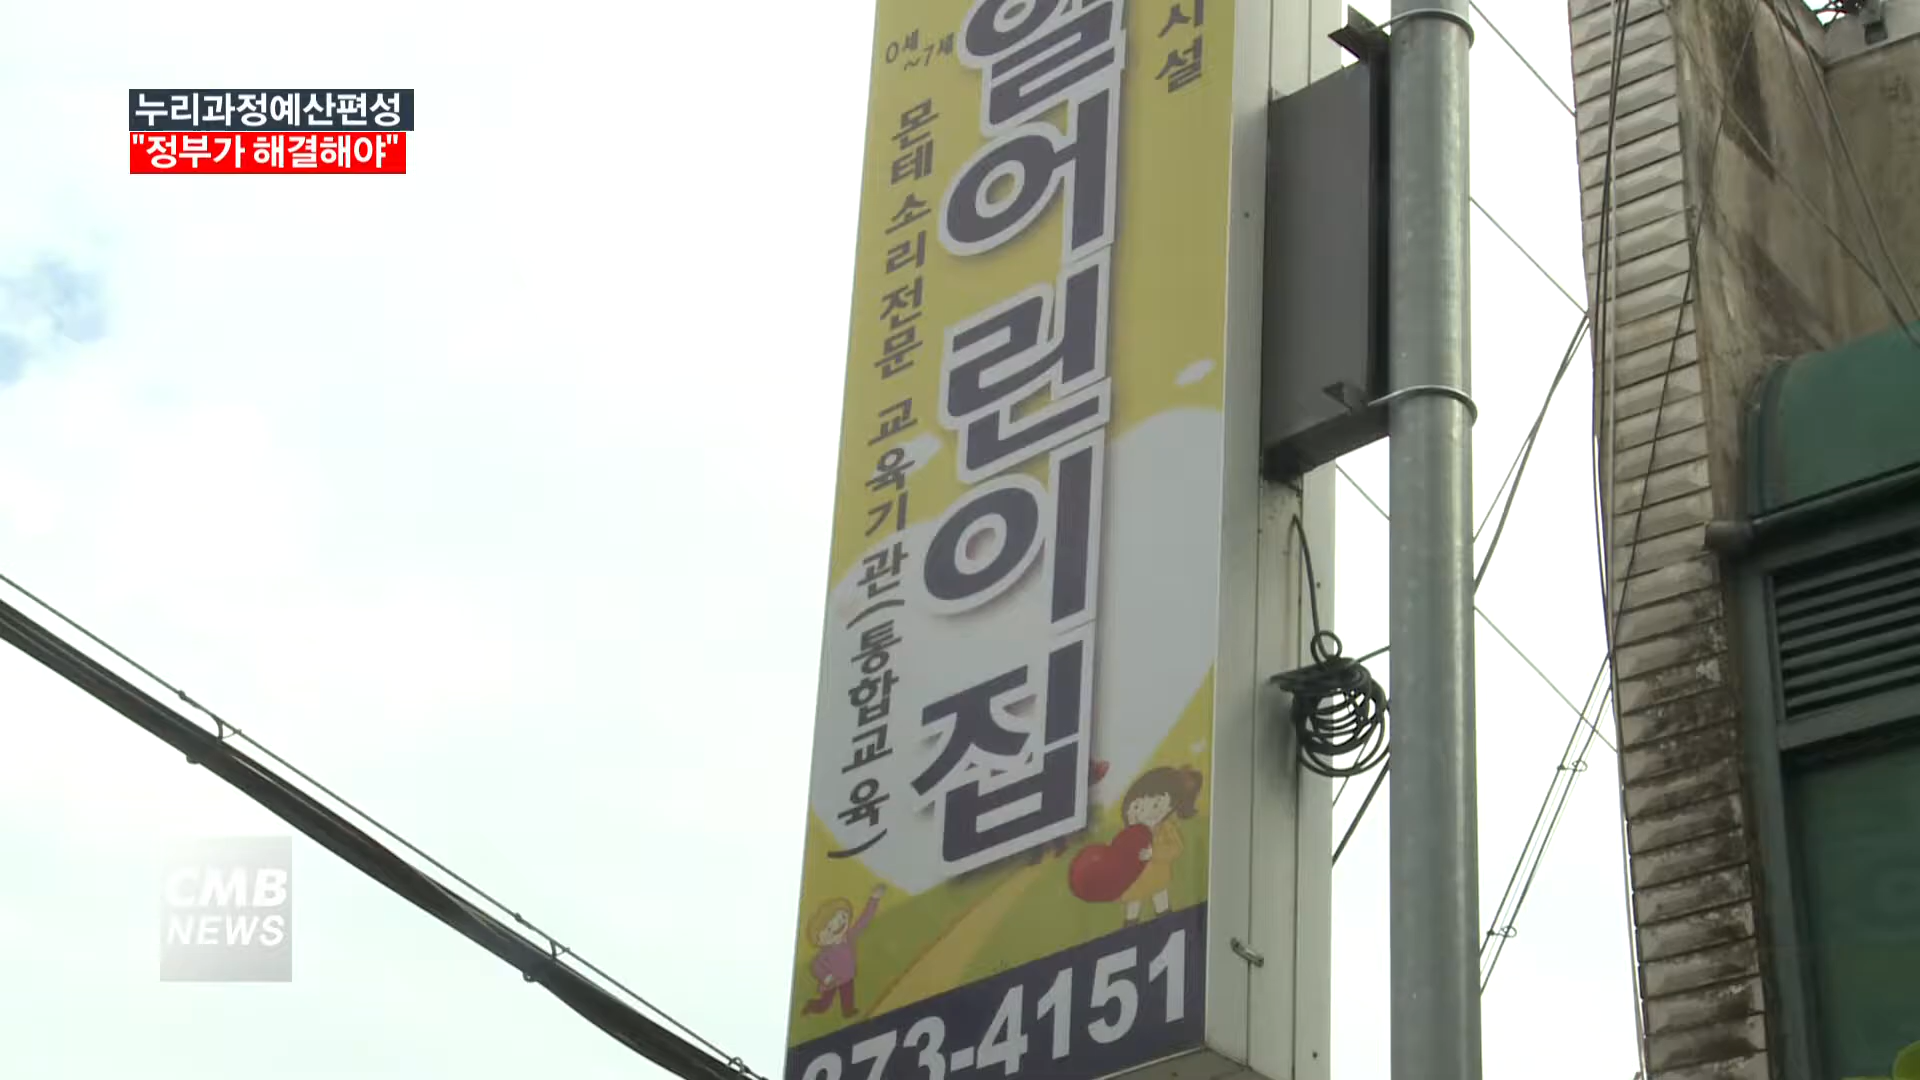 누리과정예산편성
"정부가 해결해야"
시설
0세~7세
몬테소리전문 교육기관(통합교육)
어린이집
373-4151
CMB
NEWS